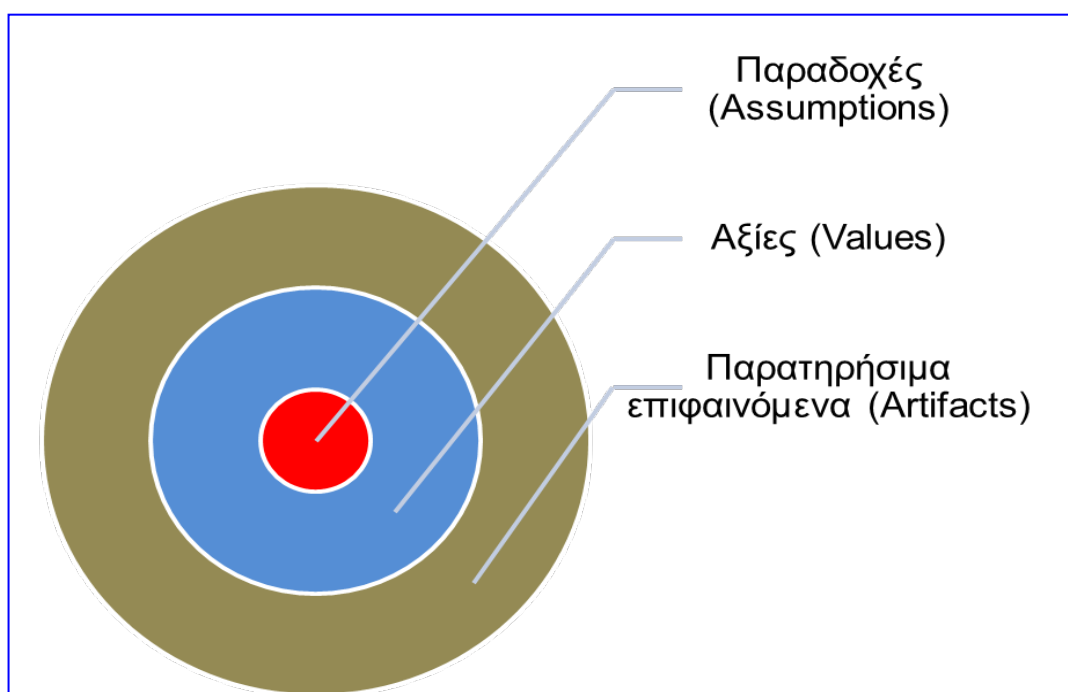 Παραδοχές
(Assumptions)
Αξίες (Values)
Παρατηρήσιμα
επιφαινόμενα (Artifacts)